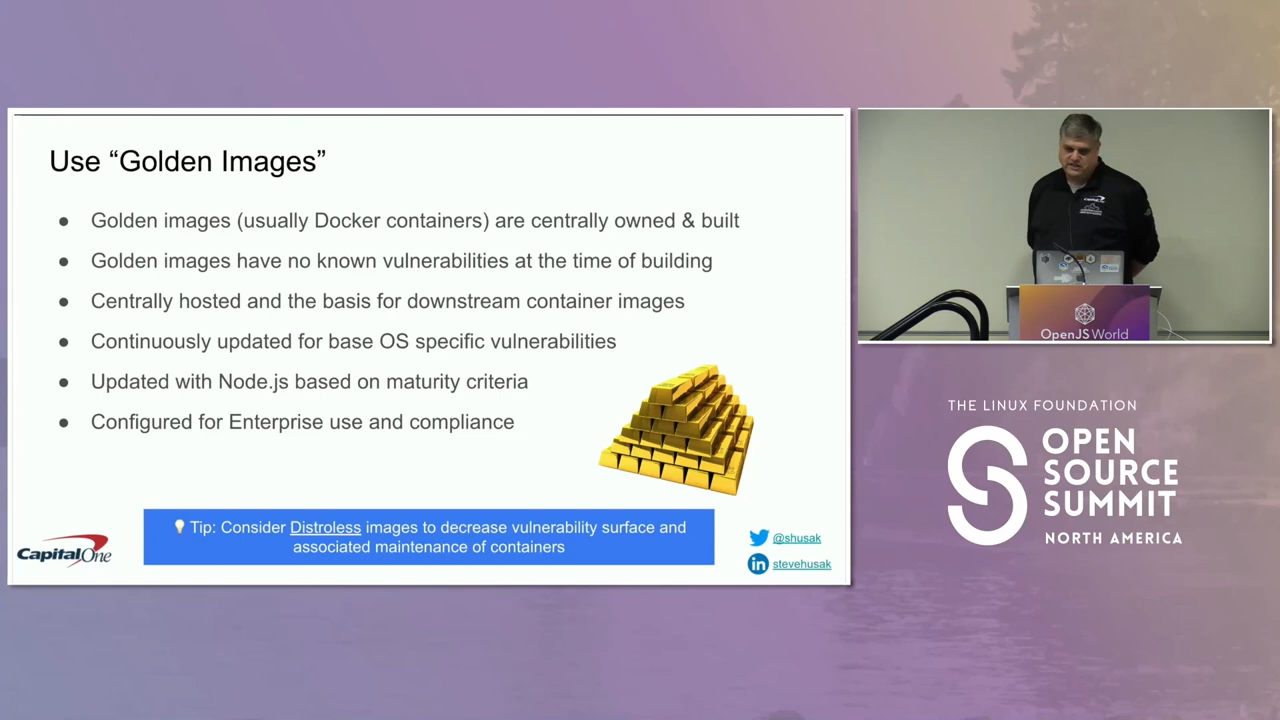 Use “Golden Images”
● Golden images (usually Docker containers) are centrally owned & built
● Golden images have no known vulnerabilities at the time of building
● Centrally hosted and the basis for downstream container images
● Continuously updated for base OS specific vulnerabilities
● Updated with Node.js based on maturity criteria
● Configured for Enterprise use and compliance
Tip: Consider Distroless images to decrease vulnerability surface and
associated maintenance of containers
Capital One
@shusak
in stevehusak
OpenJS World
THE LINUX FOUNDATION
OPEN
SOURCE
SUMMIT
NORTH AMERICA